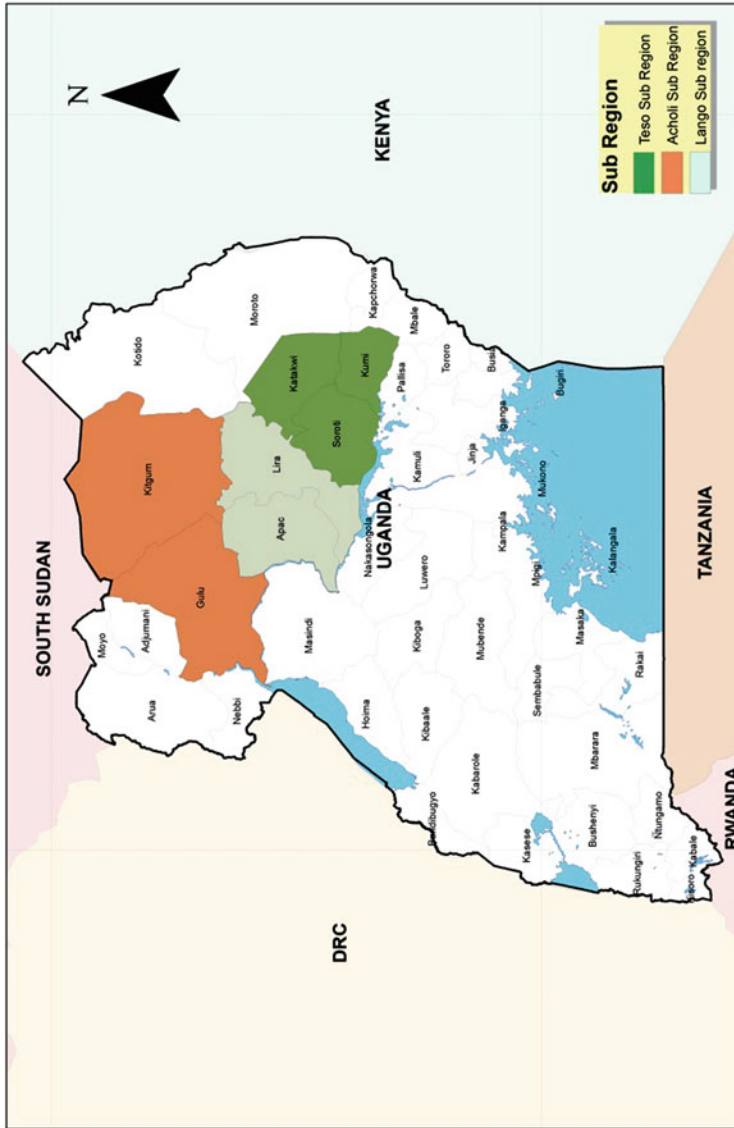 SOUTH SUDAN
N
Moyo
Adjumani
Arua
Nebbi
Kitgum
Gulu
Kotido
Moroto
Lira
Apac
Katakwi
Soroti
Kumi
Kapchorwa
Mbale
Pallisa
Tororo
Busia
Masindi
Nakasongola
UGANDA
KENYA
DRC
Hoima
Kiboga
Luwero
Kamuli
Kibaale
Mubende
Kampala
Jinja
Iganga
Bugiri
Kabarole
Kasese
Sembabule
Mpigi
Mukono
Masaka
Kalangala
Bushenyi
Mbarara
Rakai
Rukungiri
Ntungamo
Kabale
RWANDA
TANZANIA
Sub Region
Teso Sub Region
Acholi Sub Region
Lango Sub region